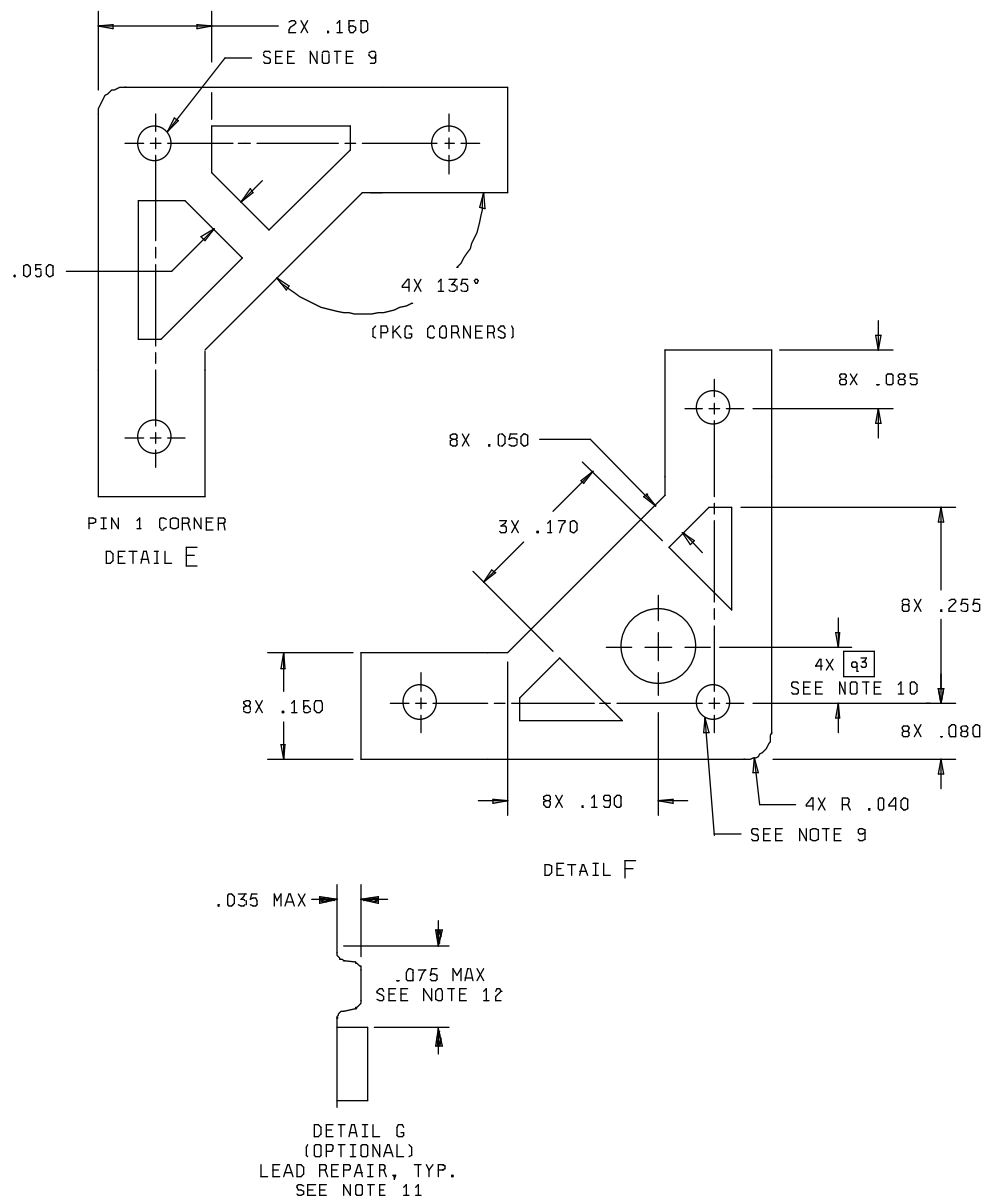 2X .160
SEE NOTE 9
.050
4X 135°
(PKG CORNERS)
PIN 1 CORNER
DETAIL E
8X .085
8X .050
3X .170
8X .255
4X q3
SEE NOTE 10
8X .160
8X .080
8X .190
4X R .040
SEE NOTE 9
DETAIL F
.035 MAX
.075 MAX
SEE NOTE 12
DETAIL G
(OPTIONAL)
LEAD REPAIR, TYP.
SEE NOTE 11